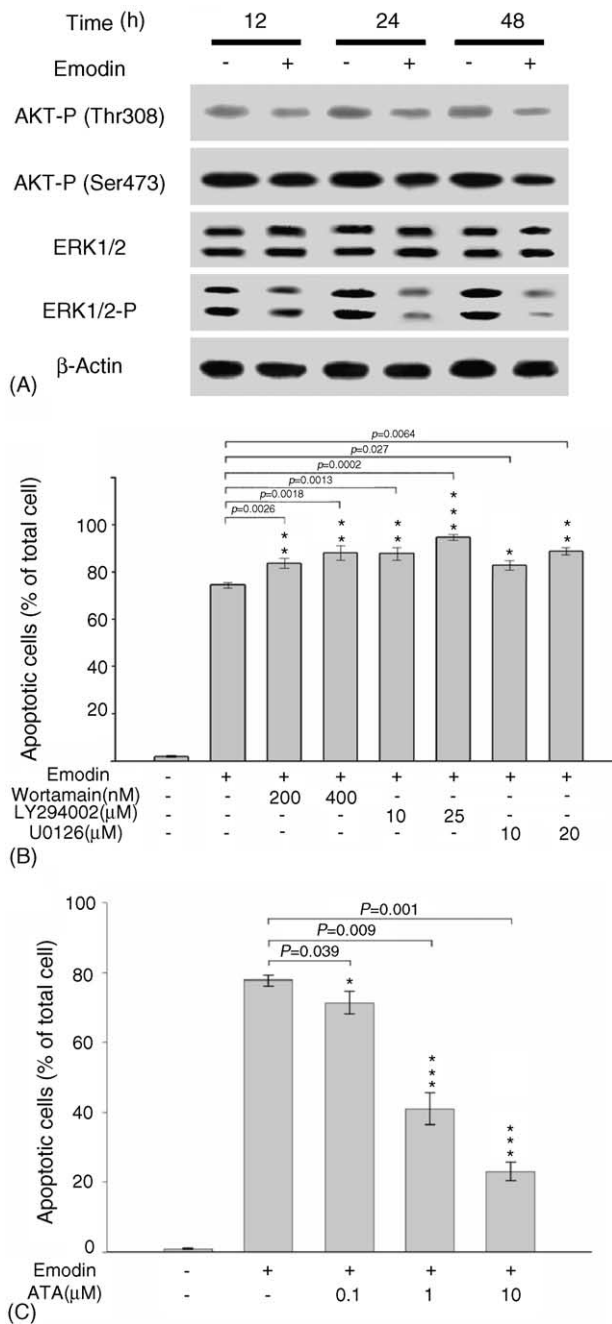 Time (h) 12 24 48
Emodin - + - + - +
AKT-P (Thr308)
AKT-P (Ser473)
ERK1/2
ERK1/2-P
β-Actin
(A)
p=0.0064
p=0.027
p=0.0002
p=0.0013
p=0.0018
p=0.0026
* * * * * * * * * * * * 
Apoptotic cells (% of total cell)
100
80
60
40
20
Emodin - + + + + + + +
Wortamain(nM) - - 200 400 - - - -
LY294002(μM) - - - - 10 25 - -
U0126(μM) - - - - - - 10 20
(B)
P=0.001
P=0.009
P=0.039
* * * * * * *
Apoptotic cells (% of total cell)
100
80
60
40
20
0
Emodin - + + + +
ATA(μM) - - 0.1 1 10
(C)